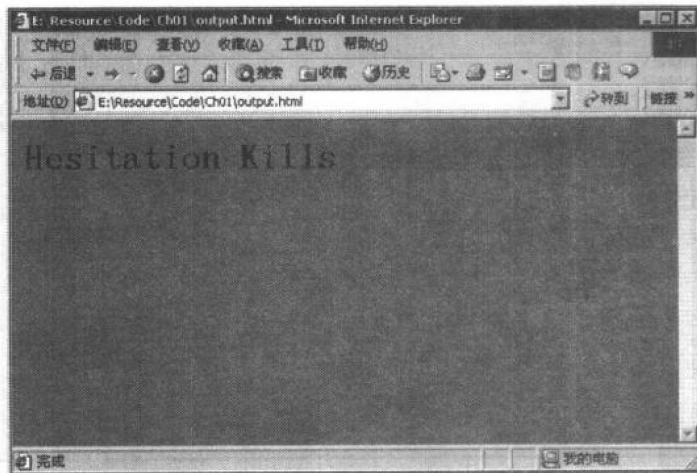 E:\Resource\Code\Ch01\output.html - Microsoft Internet Explorer
文件(F) 编辑(E) 查看(V) 收藏(A) 工具(T) 帮助(H)
后退 搜索 收藏 历史
地址(D) E:\Resource\Code\Ch01\output.html 转到 链接 »
Hesitation Kills
完成 我的电脑